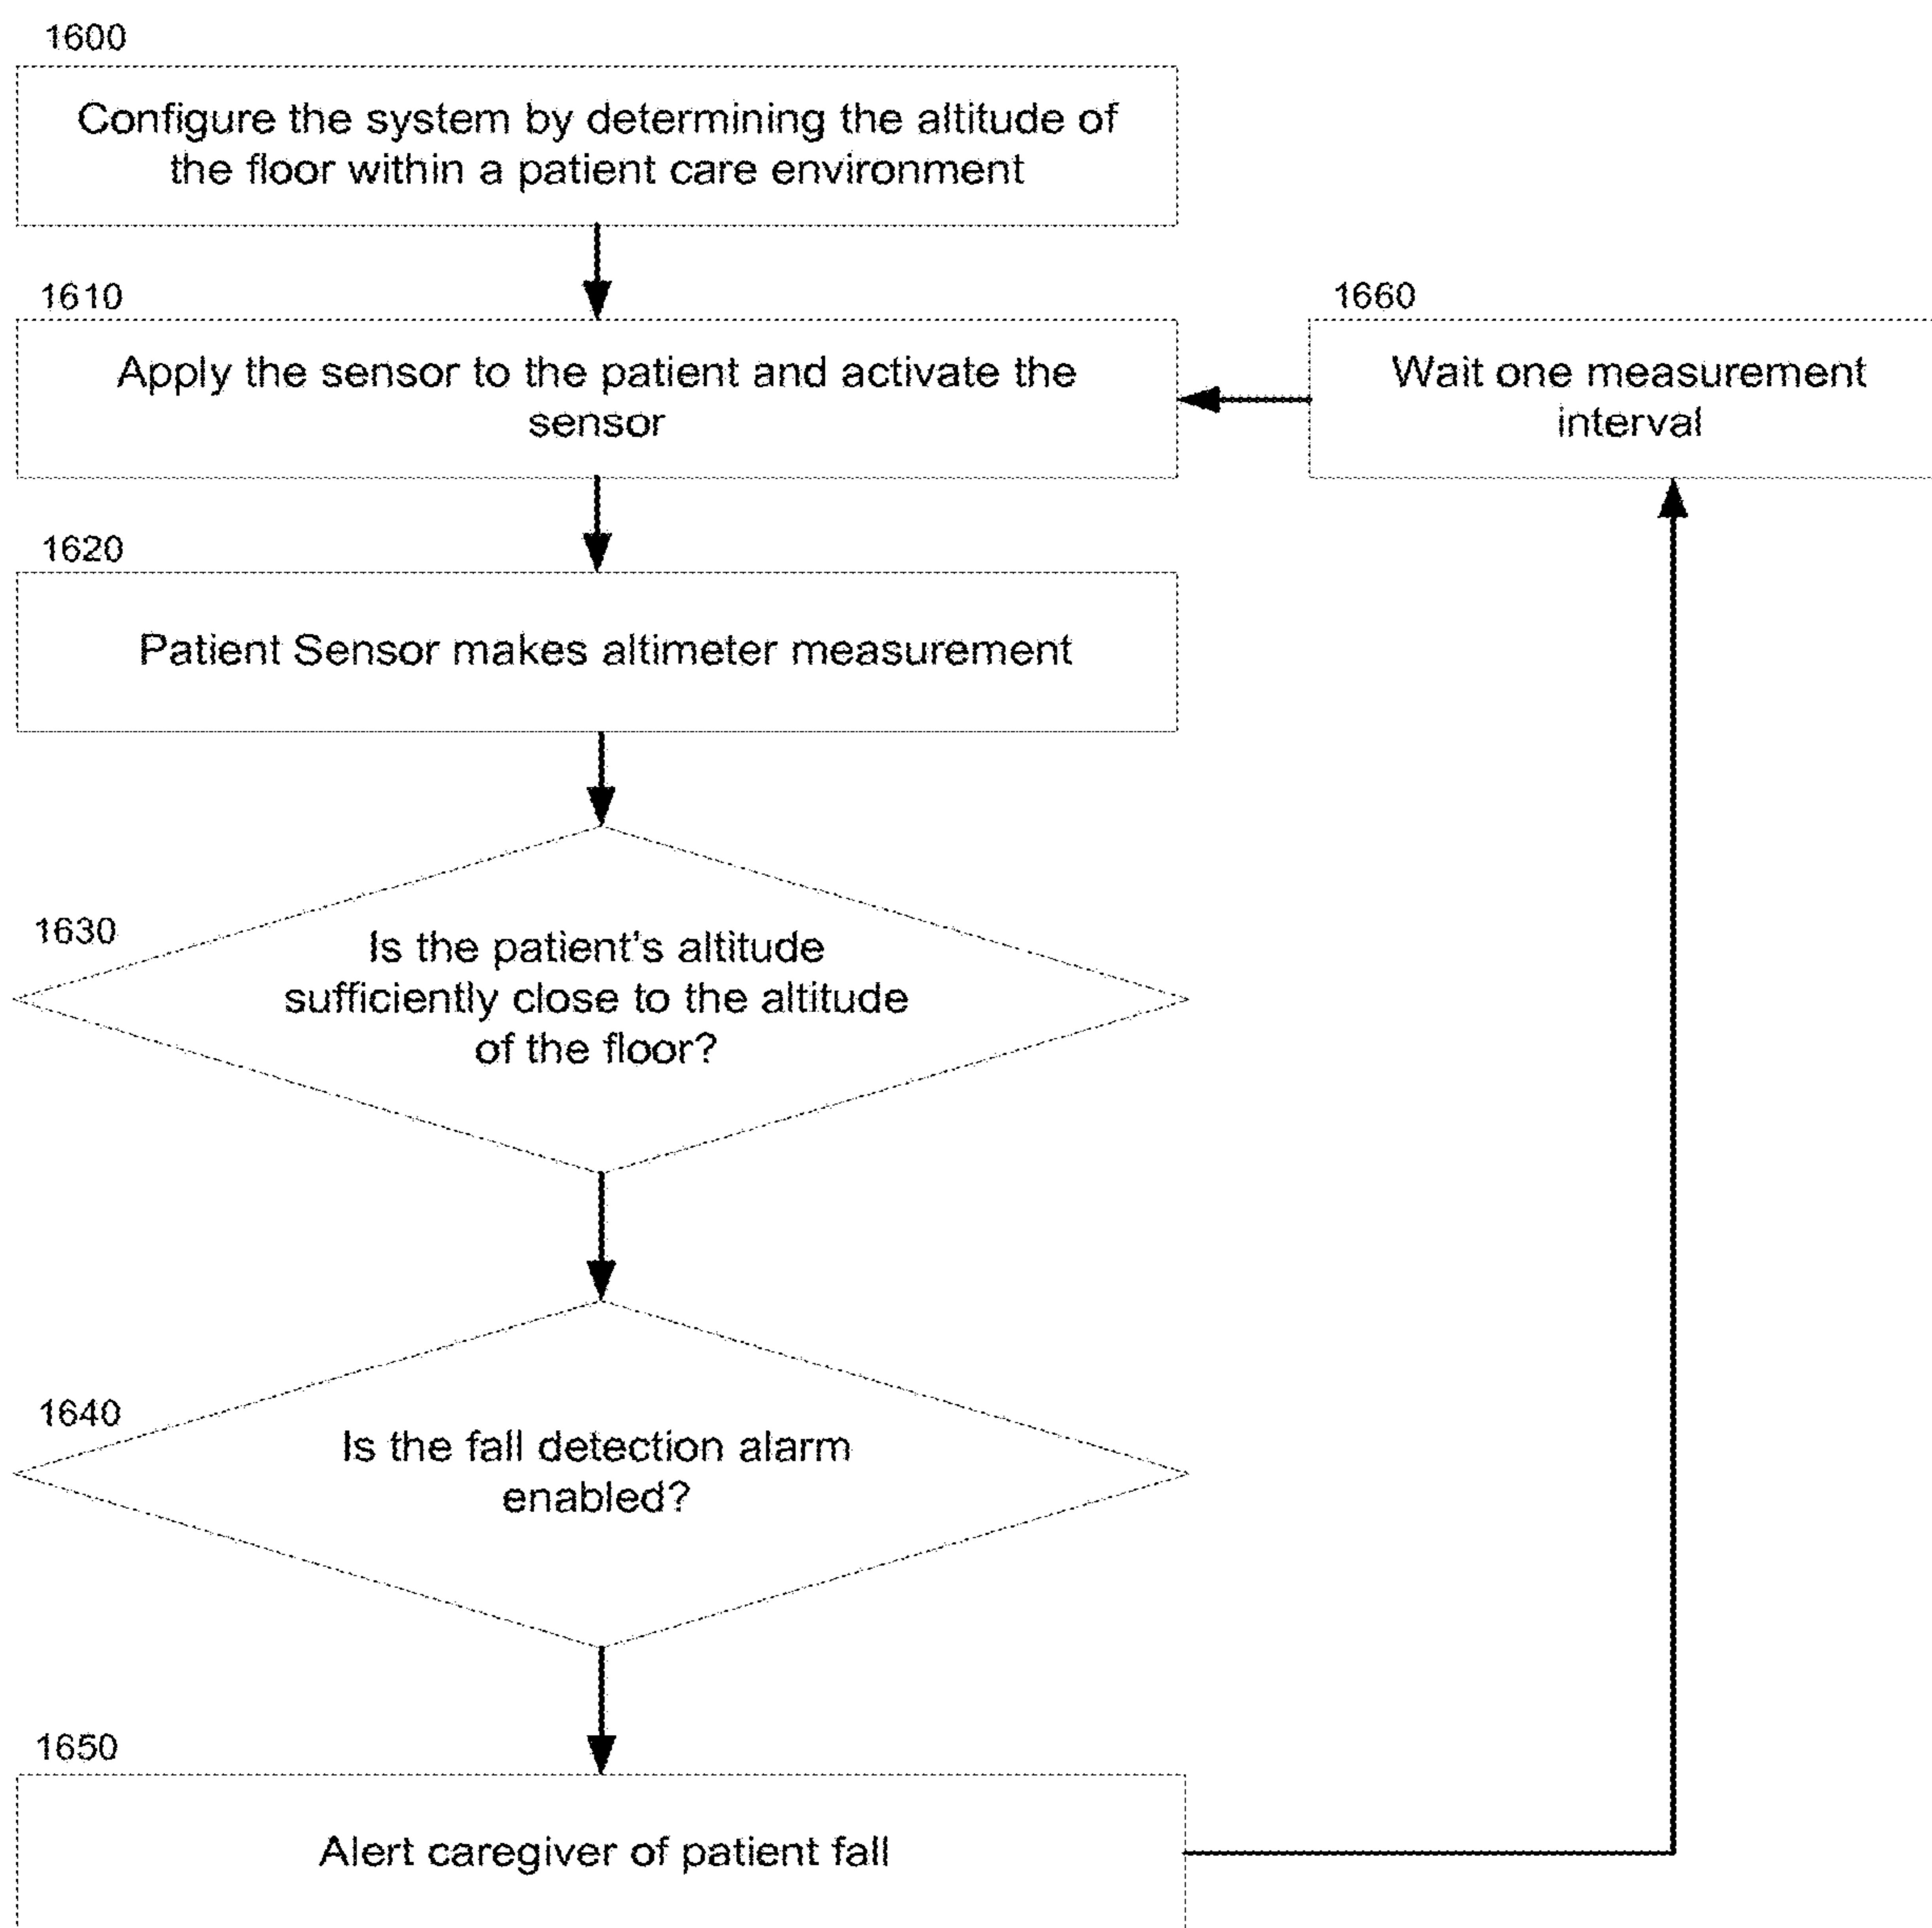 1600
Configure the system by determining the altitude of
the floor within a patient care environment
1610
Apply the sensor to the patient and activate the
sensor
1660
Wait one measurement
interval
1620
Patient Sensor makes altimeter measurement
1630
Is the patient's altitude
sufficiently close to the altitude
of the floor?
1640
Is the fall detection alarm
enabled?
1650
Alert caregiver of patient fall